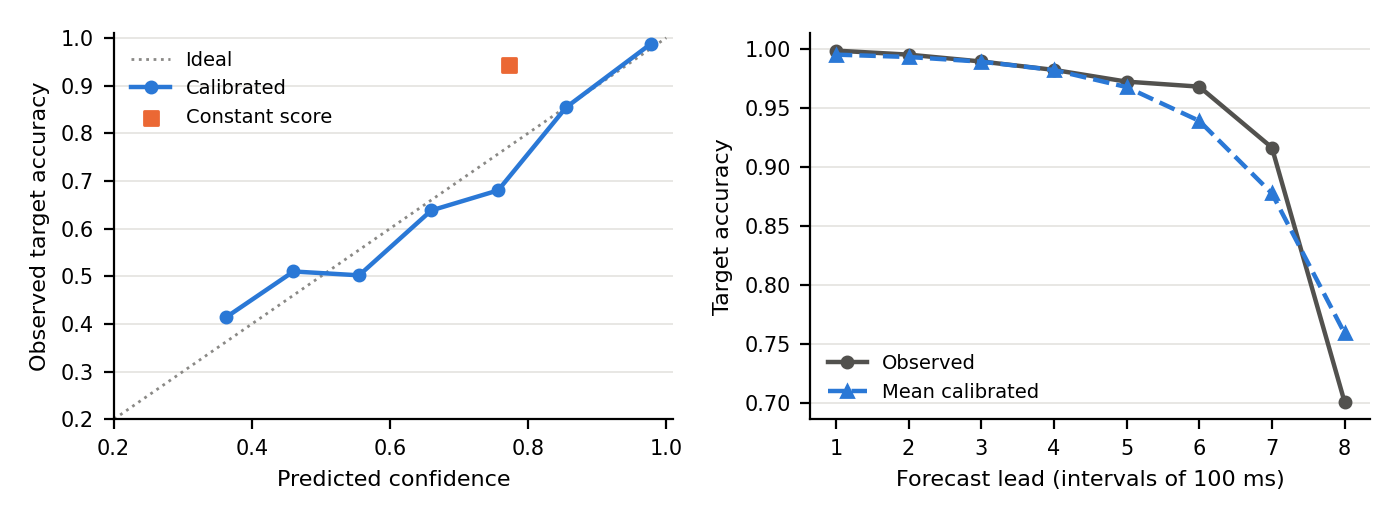 1.0
0.9
0.8
0.7
0.6
0.5
0.4
0.3
0.2
Observed target accuracy
Ideal
Calibrated
Constant score
0.2 0.4 0.6 0.8 1.0
Predicted confidence
1.00
0.95
0.90
0.85
0.80
0.75
0.70
Target accuracy
Observed
Mean calibrated
1 2 3 4 5 6 7 8
Forecast lead (intervals of 100 ms)